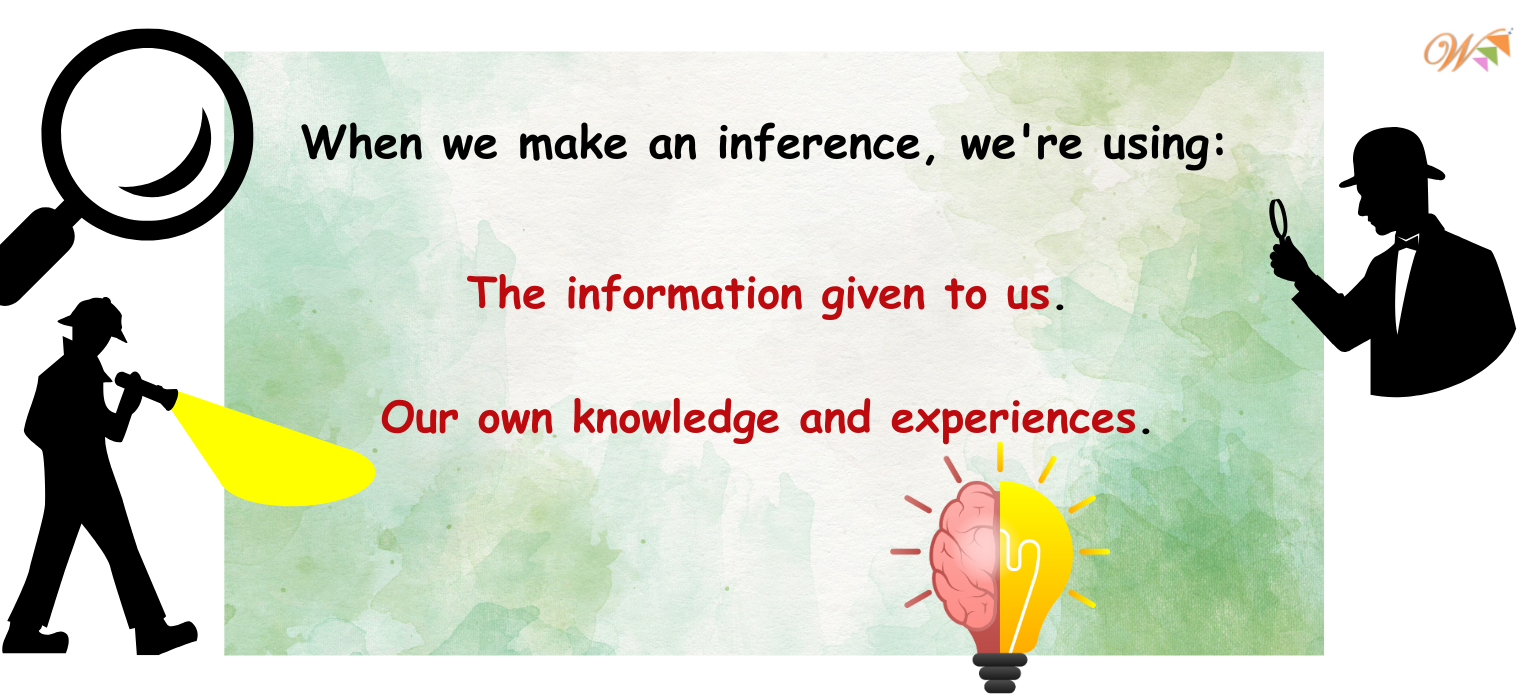 When we make an inference, we're using:
The information given to us.
Our own knowledge and experiences.
W